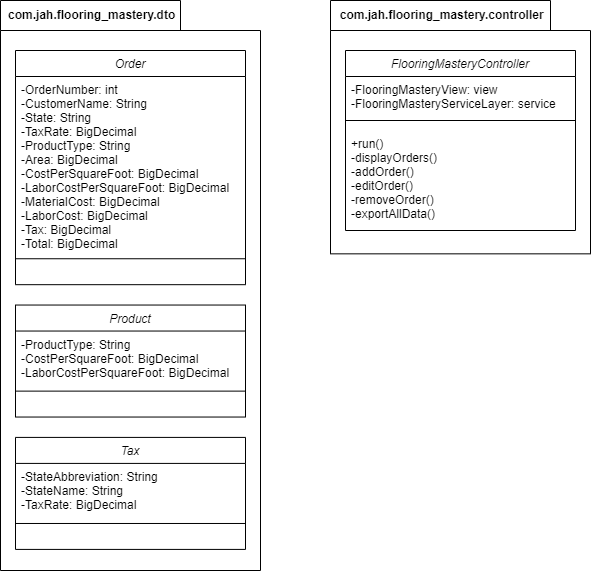 com.jah.flooring_mastery.dto
Order
-OrderNumber: int
-CustomerName: String
-State: String
-TaxRate: BigDecimal
-ProductType: String
-Area: BigDecimal
-CostPerSquareFoot: BigDecimal
-LaborCostPerSquareFoot: BigDecimal
-MaterialCost: BigDecimal
-LaborCost: BigDecimal
-Tax: BigDecimal
-Total: BigDecimal
Product
-ProductType: String
-CostPerSquareFoot: BigDecimal
-LaborCostPerSquareFoot: BigDecimal
Tax
-StateAbbreviation: String
-StateName: String
-TaxRate: BigDecimal
com.jah.flooring_mastery.controller
FlooringMasteryController
-FlooringMasteryView: view
-FlooringMasteryServiceLayer: service
+run()
-displayOrders()
-addOrder()
-editOrder()
-removeOrder()
-exportAllData()